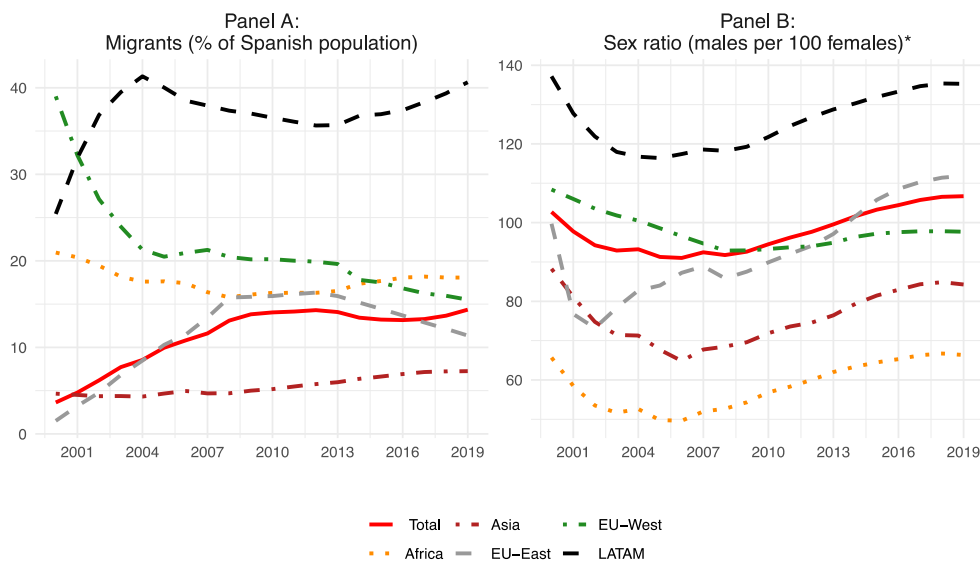 Panel A:
Migrants (% of Spanish population)
40
30
20
10
0
2001 2004 2007 2010 2013 2016 2019
Panel B:
Sex ratio (males per 100 females)*
140
120
100
80
60
2001 2004 2007 2010 2013 2016 2019
Total Asia EU−West
Africa EU−East LATAM